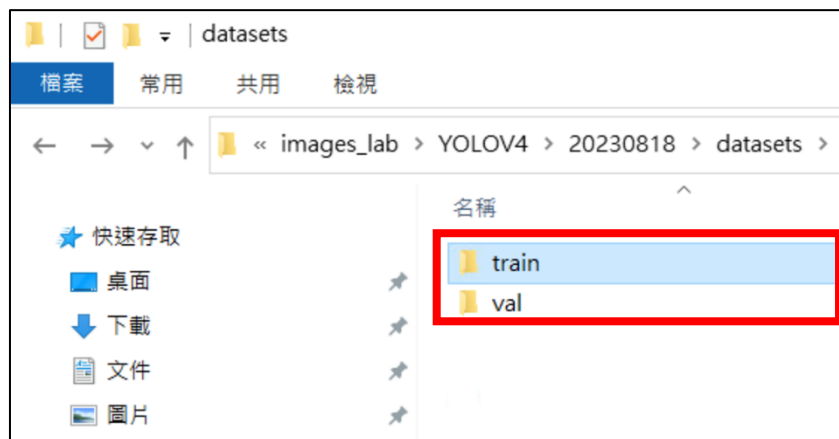 datasets
檔案 常用 共用 檢視
« images_lab > YOLOV4 > 20230818 > datasets >
名稱
快速存取
train
桌面
val
下載
文件
圖片